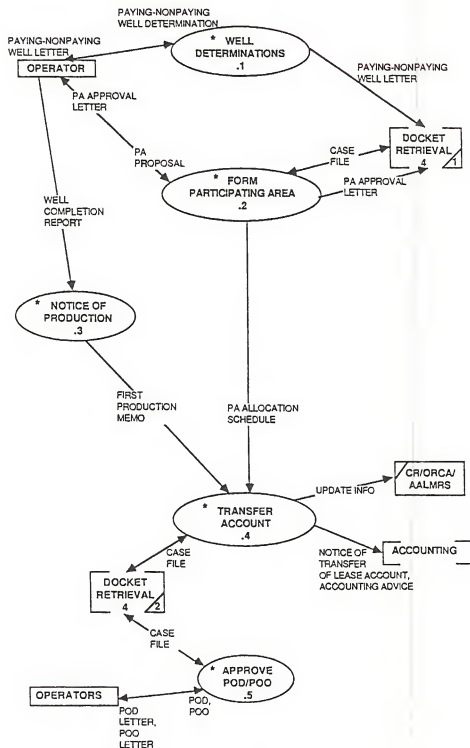 PAYING-NONPAYING
WELL DETERMINATION
PAYING-NONPAYING
WELL LETTER
OPERATOR
* WELL
DETERMINATIONS
.1
PAYING-NONPAYING
WELL LETTER
PA APPROVAL
LETTER
DOCKET
RETRIEVAL
4 1
CASE
FILE
PA
PROPOSAL
* FORM
PARTICIPATING AREA
.2
PA APPROVAL
LETTER
WELL
COMPLETION
REPORT
* NOTICE OF
PRODUCTION
.3
FIRST
PRODUCTION
MEMO
PA ALLOCATION
SCHEDULE
CR/ORCA/
AALMRS
UPDATE INFO
* TRANSFER
ACCOUNT
.4
CASE
FILE
NOTICE OF
TRANSFER
OF LEASE ACCOUNT,
ACCOUNTING ADVICE
ACCOUNTING
DOCKET
RETRIEVAL
4 2
CASE
FILE
* APPROVE
POD/POO
.5
OPERATORS
POD,
POO
POD
LETTER,
POO
LETTER